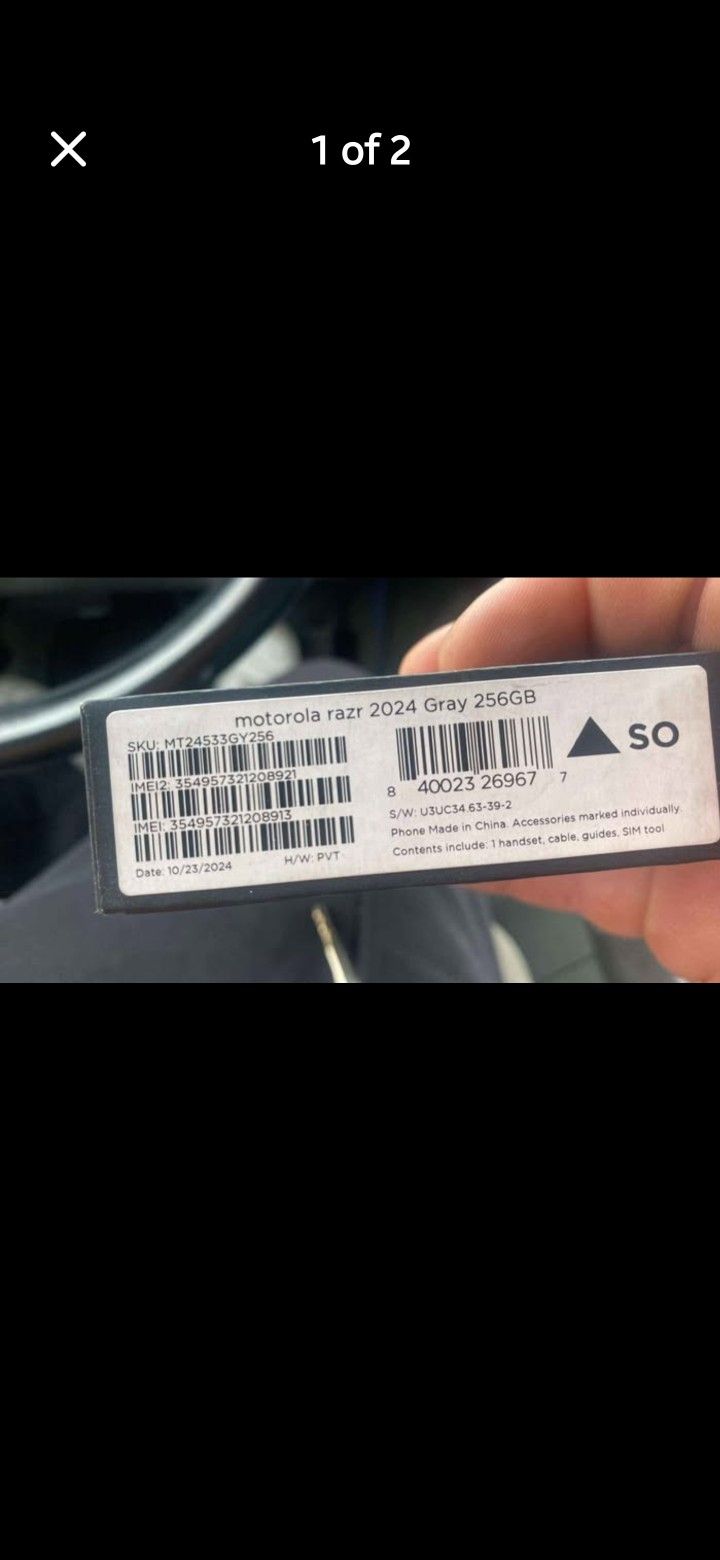 1 of 2
motorola razr 2024 Gray 256GB
SKU: MT24533GY256
IMEI2: 354957321208921
IMEI: 354957321208913
Date: 10/23/2024 H/W: PVT
SO
8 40023 26967 7
S/W: U3UC34.63-39-2
Phone Made in China. Accessories marked individually.
Contents include: 1 handset, cable, guides, SIM tool